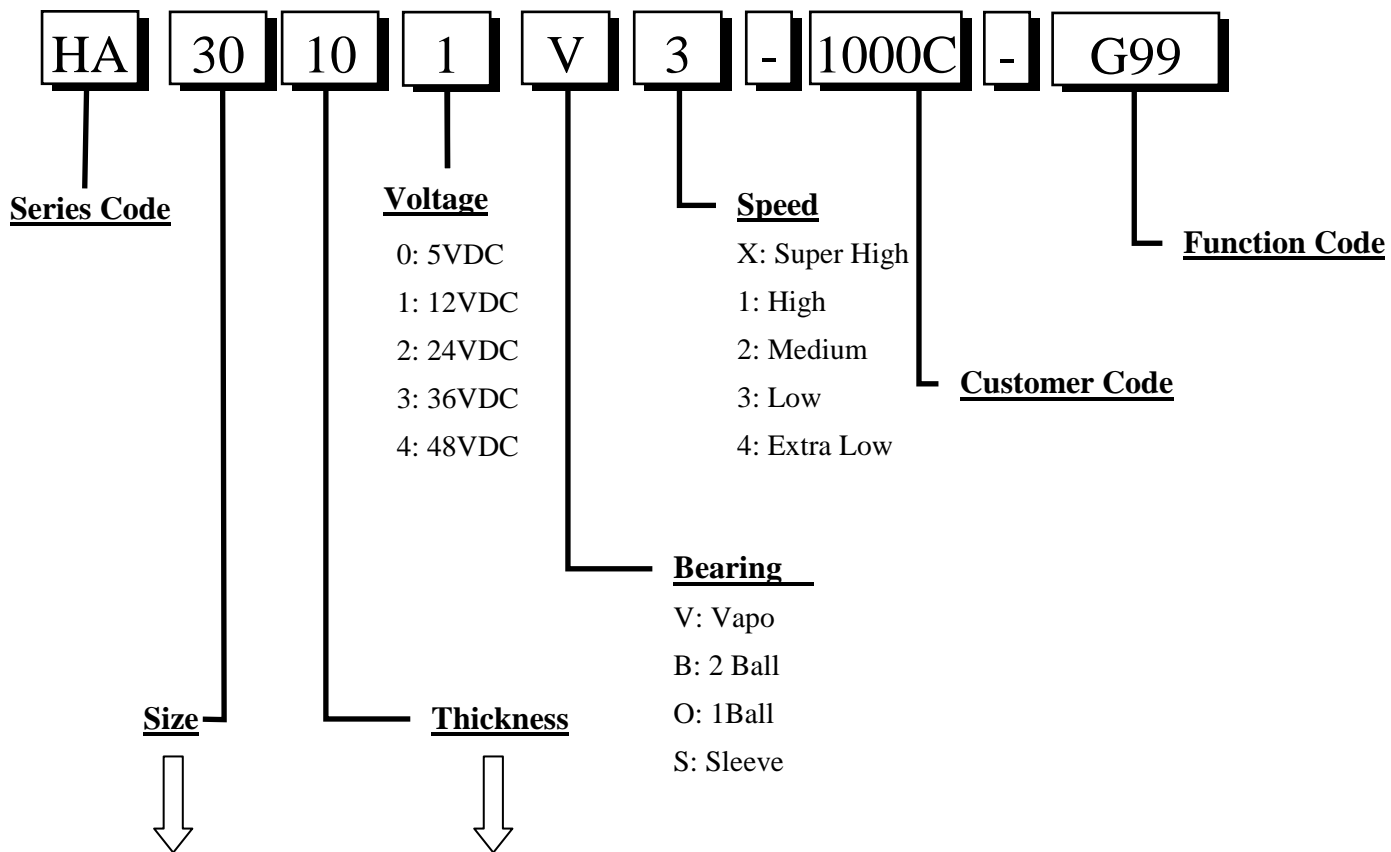 HA 30 10 1 V 3 - 1000C - G99
Series Code
Voltage
0: 5VDC
1: 12VDC
2: 24VDC
3: 36VDC
4: 48VDC
Speed
X: Super High
1: High
2: Medium
3: Low
4: Extra Low
Function Code
Customer Code
Bearing
V: Vapo
B: 2 Ball
O: 1Ball
S: Sleeve
Size
Thickness